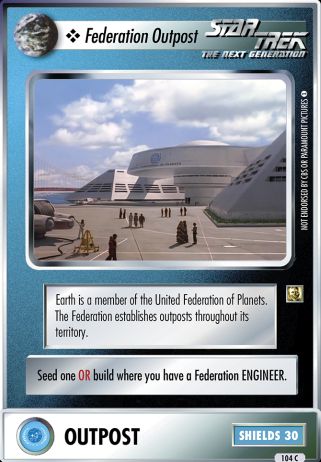 ❖ Federation Outpost
STAR TREK
THE NEXT GENERATION
NOT ENDORSED BY CBS OR PARAMOUNT PICTURES
Earth is a member of the United Federation of Planets.
The Federation establishes outposts throughout its
territory.
Seed one OR build where you have a Federation ENGINEER.
OUTPOST
SHIELDS 30
104 C